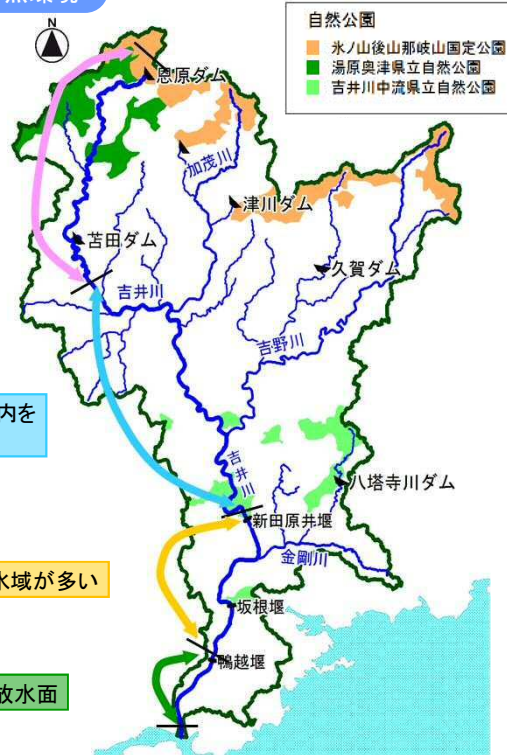 N
自然公園
氷ノ山後山那岐山国定公園
湯原奥津県立自然公園
吉井川中流県立自然公園
恩原ダム
加茂川
津川ダム
苫田ダム
久賀ダム
吉井川
吉野川
内を
吉井川
八塔寺川ダム
新田原井堰
金剛川
水域が多い
坂根堰
鴨越堰
放水面